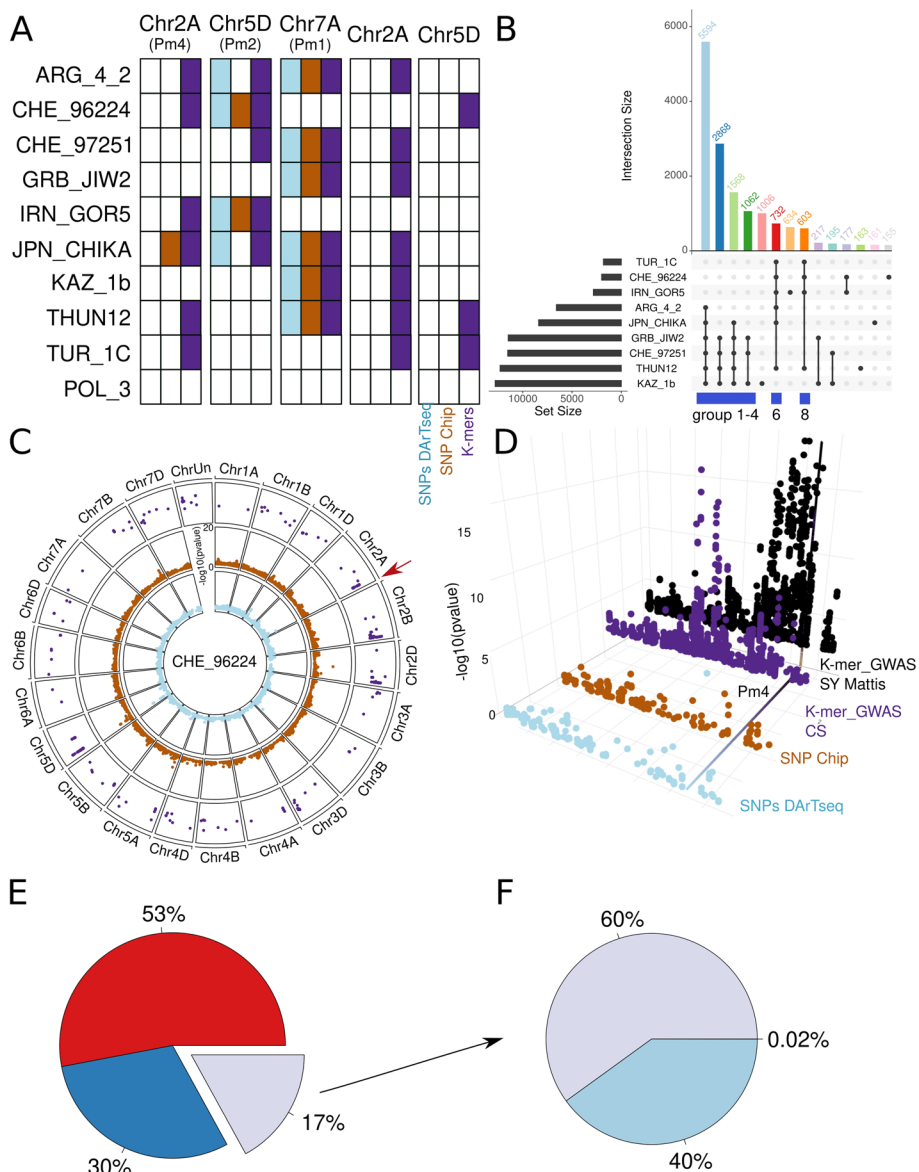 A
Chr2A
(Pm4)
Chr5D
(Pm2)
Chr7A
(Pm1)
Chr2A
Chr5D
ARG_4_2
CHE_96224
CHE_97251
GRB_JIW2
IRN_GOR5
JPN_CHIKA
KAZ_1b
THUN12
TUR_1C
POL_3
SNPs DArTseq
SNP Chip
K-mers
B
Intersection Size
6000
4000
2000
0
5594
2868
1568
1062
1006
732
634
603
217
195
177
163
161
155
TUR_1C
CHE_96224
IRN_GOR5
ARG_4_2
JPN_CHIKA
GRB_JIW2
CHE_97251
THUN12
KAZ_1b
10000
5000
0
Set Size
group 1-4
6
8
C
ChrUn
Chr1A
Chr1B
Chr1D
Chr2A
Chr2B
Chr2D
Chr3A
Chr3B
Chr3D
Chr4A
Chr4B
Chr4D
Chr5A
Chr5B
Chr5D
Chr6A
Chr6B
Chr6D
Chr7A
Chr7B
Chr7D
20
-log10(pvalue)
0
CHE_96224
D
-log10(pvalue)
15
10
5
0
Pm4
K-mer_GWAS
SY Mattis
K-mer_GWAS
CS
SNP Chip
SNPs DArTseq
E
53%
30%
17%
F
60%
0.02%
40%